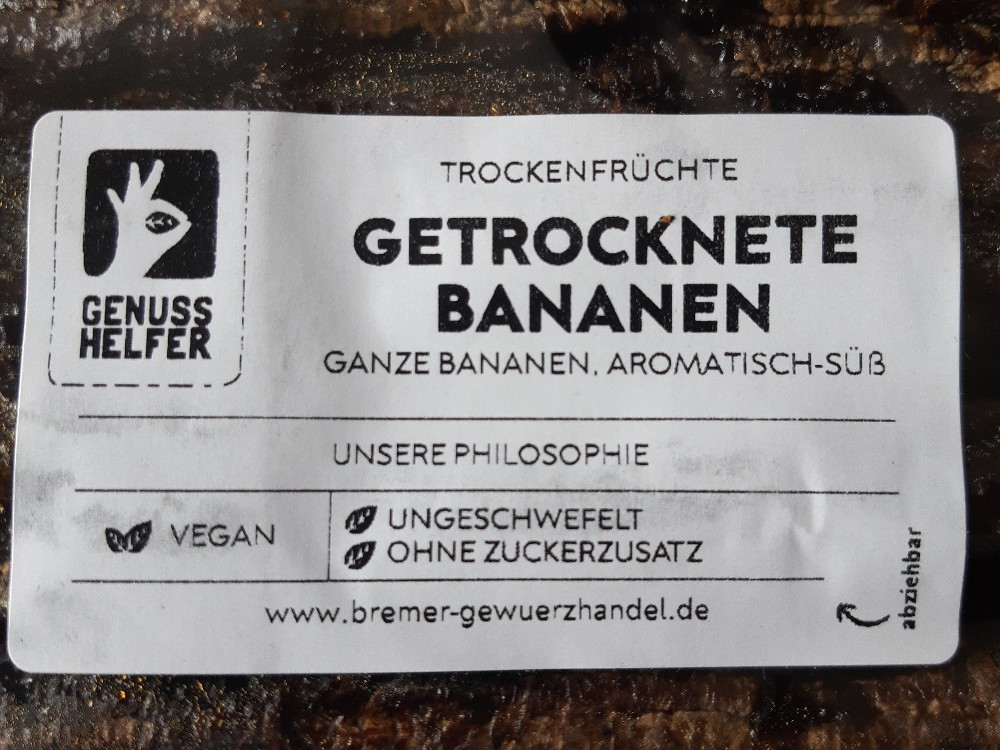 GENUSS
HELFER
TROCKENFRÜCHTE
GETROCKNETE
BANANEN
GANZE BANANEN, AROMATISCH-SÜß
UNSERE PHILOSOPHIE
VEGAN
UNGESCHWEFELT
OHNE ZUCKERZUSATZ
www.bremer-gewuerzhandel.de
abziehbar